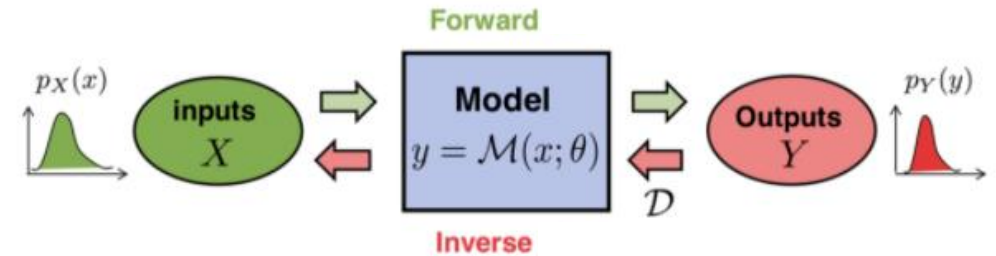 Forward
p_X(x)
inputs
X
Model
y = M(x; θ)
Outputs
Y
p_Y(y)
D
Inverse